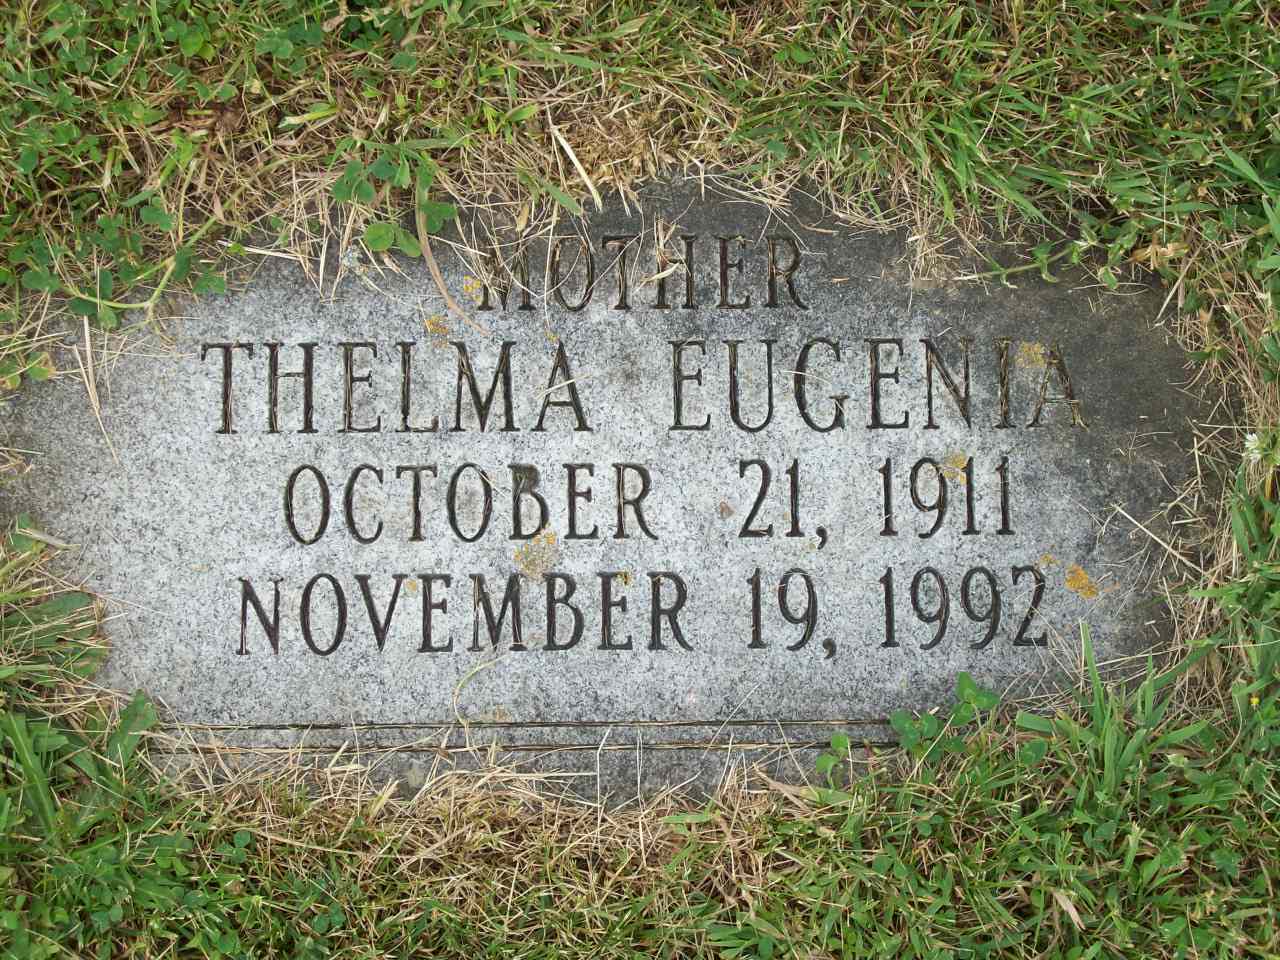 MOTHER
THELMA EUGENIA
OCTOBER 21, 1911
NOVEMBER 19, 1992